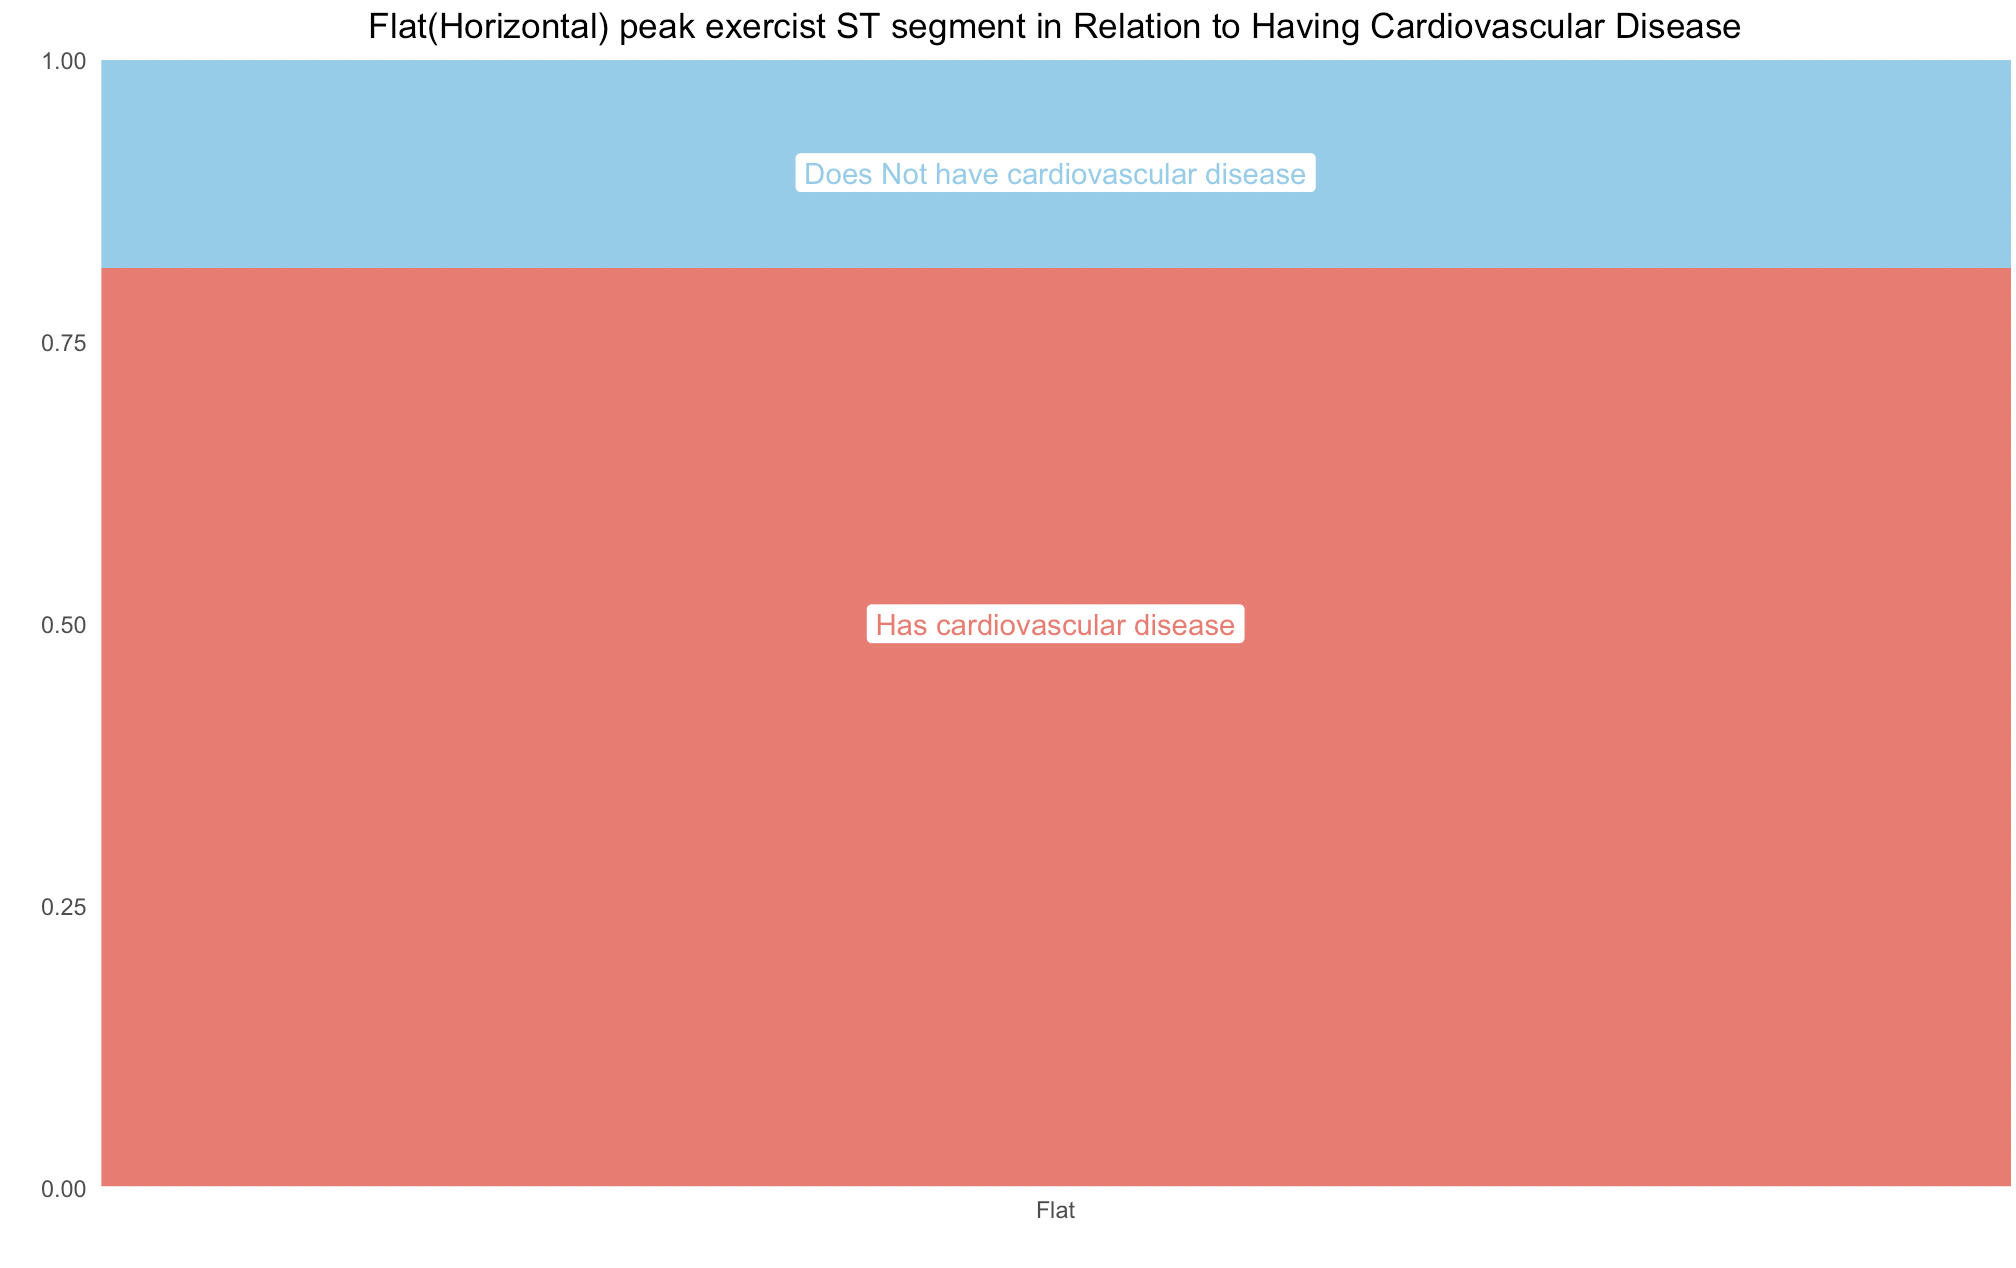 Flat(Horizontal) peak exercist ST segment in Relation to Having Cardiovascular Disease
1.00
Does Not have cardiovascular disease
0.75
0.50
Has cardiovascular disease
0.25
0.00
Flat